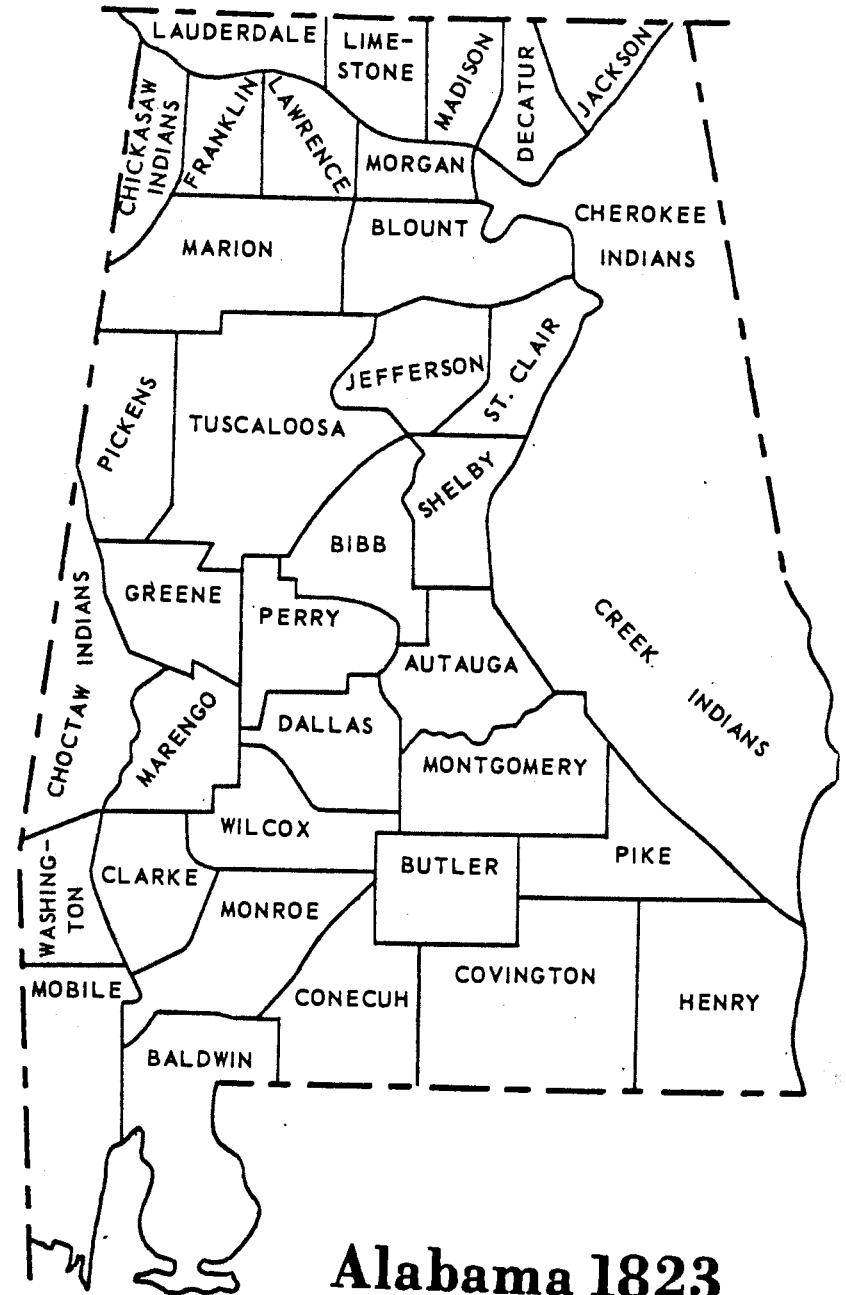 LAUDERDALE
LIME-
STONE
MADISON
DECATUR
JACKSON
CHICKASAW
INDIANS
FRANKLIN
LAWRENCE
MORGAN
CHEROKEE
INDIANS
MARION
BLOUNT
JEFFERSON
ST. CLAIR
PICKENS
TUSCALOOSA
SHELBY
BIBB
GREENE
PERRY
CHOCTAW INDIANS
CREEK
INDIANS
AUTAUGA
MARENGO
DALLAS
MONTGOMERY
WILCOX
WASHING-
TON
CLARKE
BUTLER
PIKE
MONROE
MOBILE
CONECUH
COVINGTON
HENRY
BALDWIN
Alabama 1823